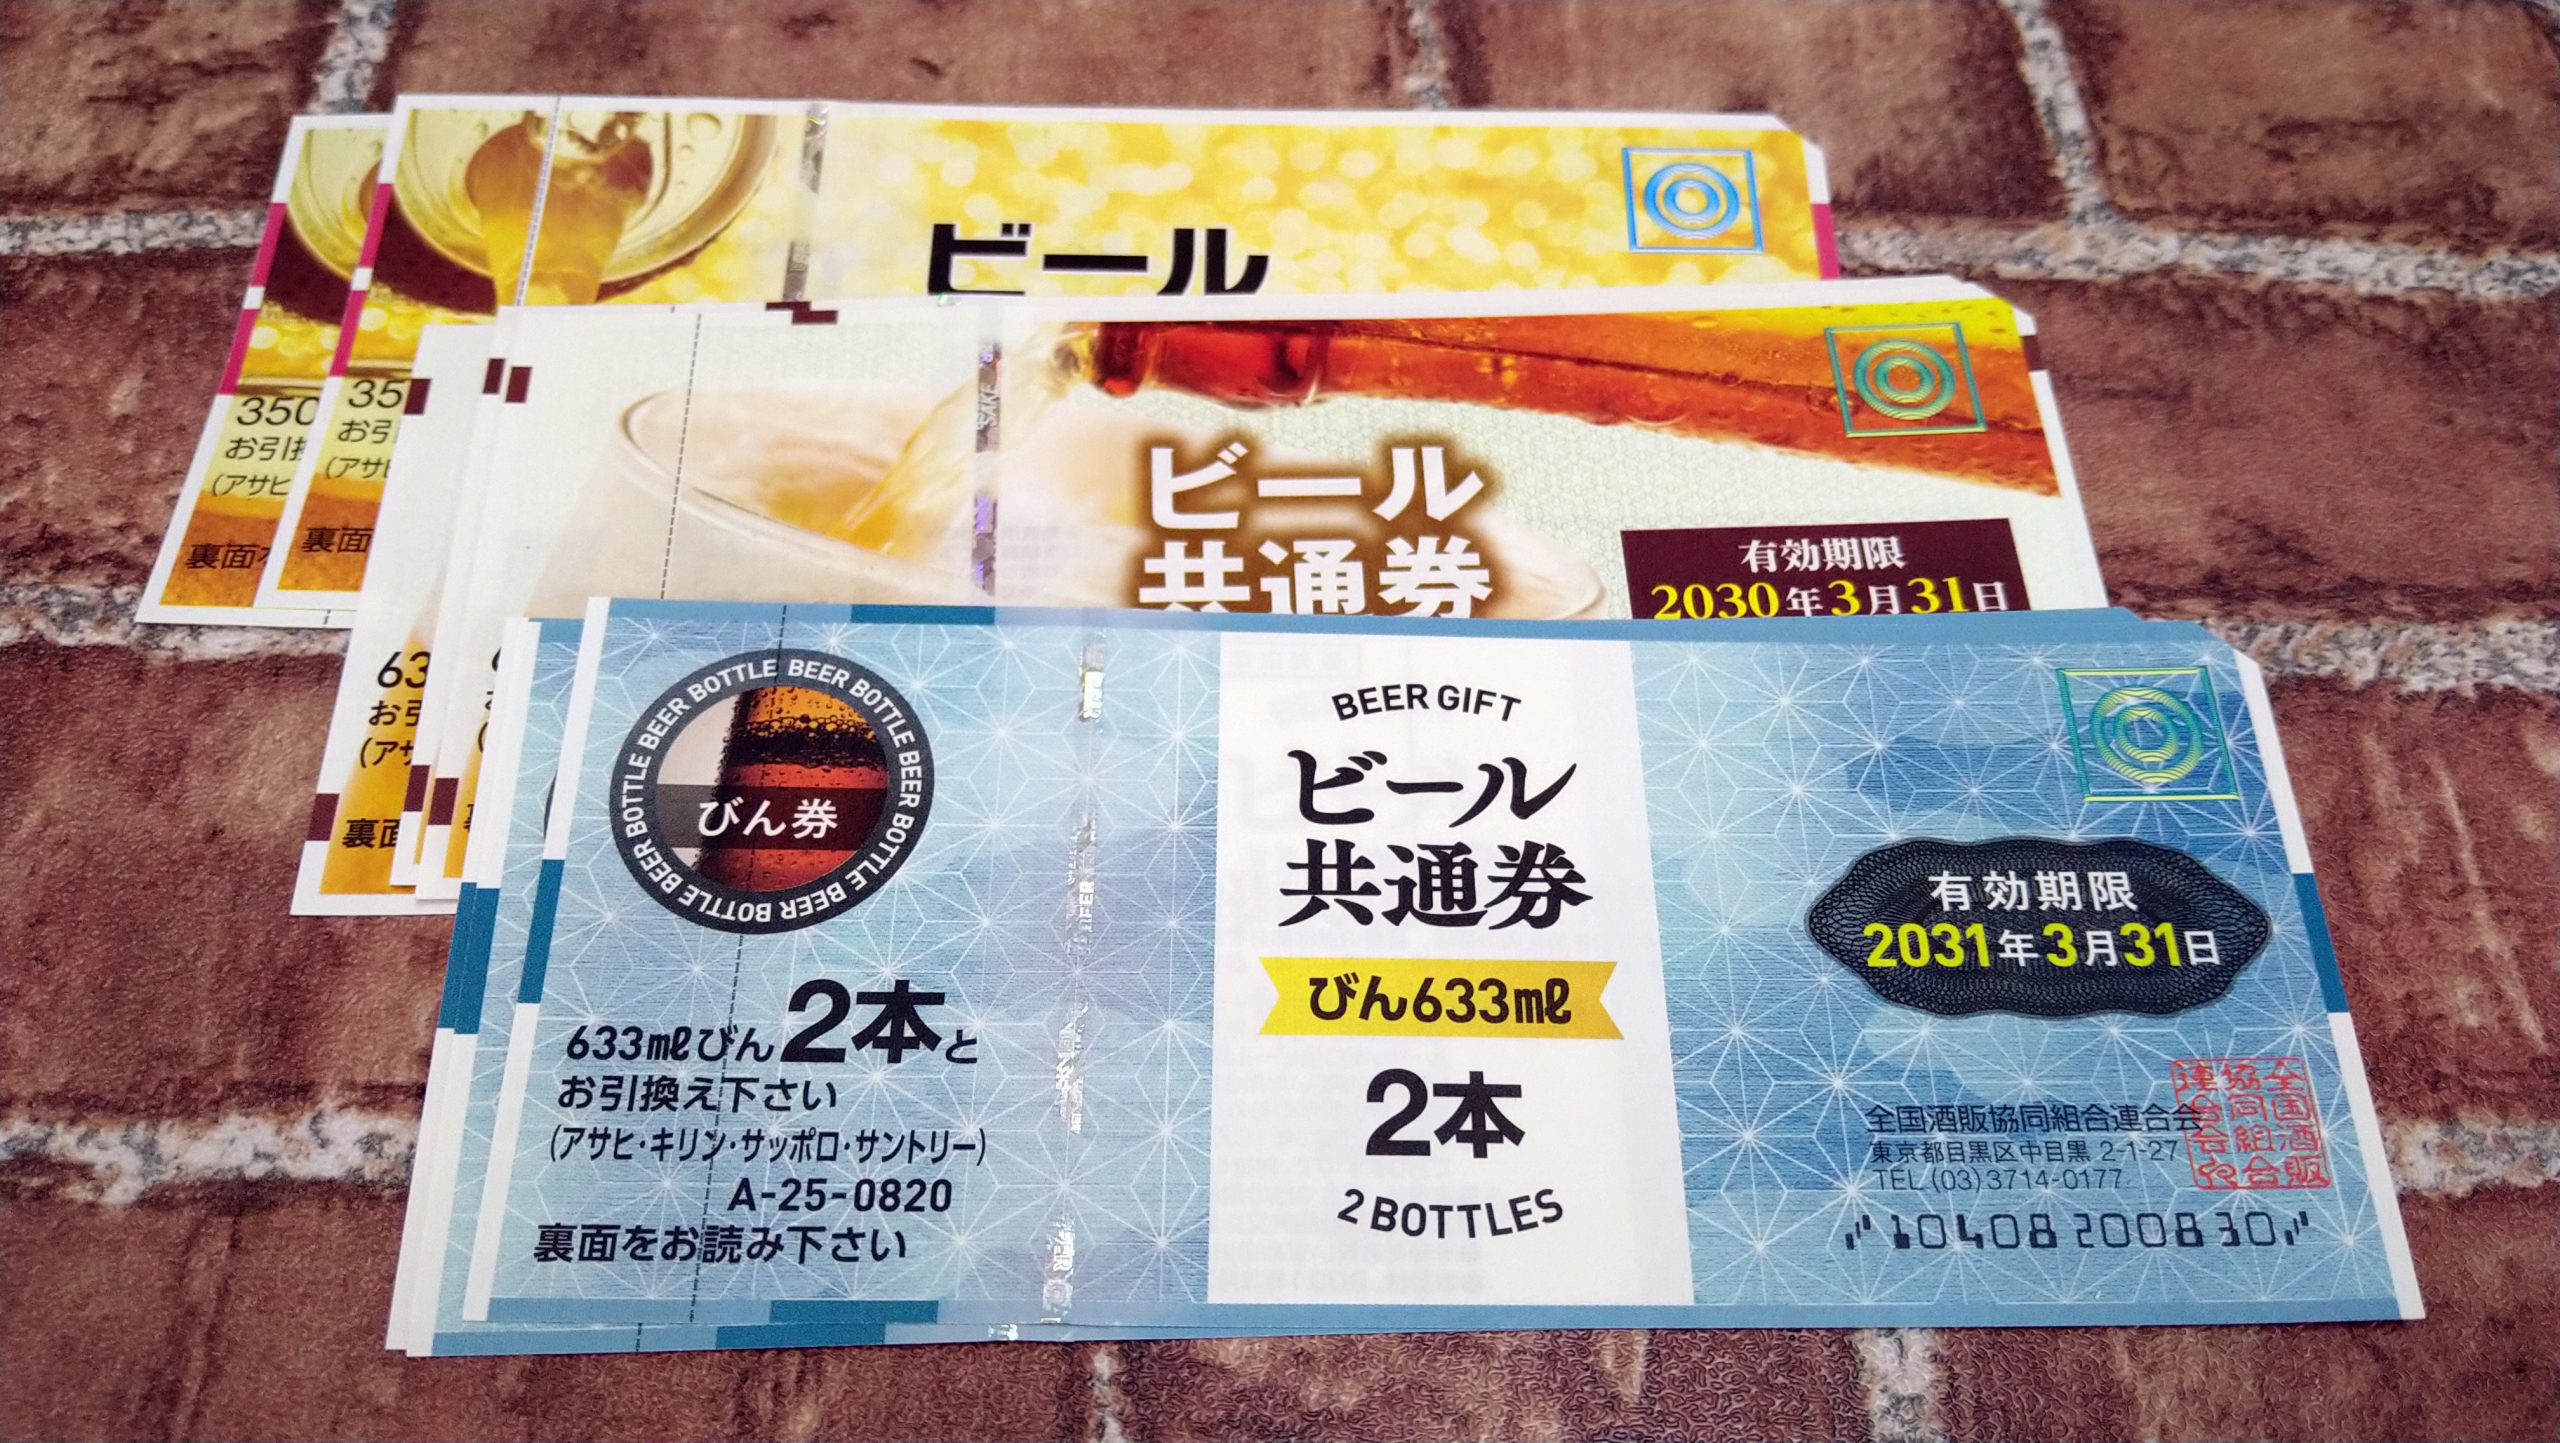 ビール
350
お引換
(アサヒ
裏面
35
お引
(アサヒ
裏面
SAKE
ビール
共通券
有効期限
2030年3月31日
63
お引
(アサ
裏面
BEER BOTTLE BEER BOTTLE BEER BOTTLE BEER BOTTLE BEER BOTTLE
びん券
633mℓびん2本と
お引換え下さい
(アサヒ・キリン・サッポロ・サントリー)
A-25-0820
裏面をお読み下さい
BEER GIFT
ビール
共通券
びん633mℓ
2本
2 BOTTLES
有効期限
2031年3月31日
全国酒販協同組合連合会
東京都目黒区中目黒 2-1-27
TEL (03) 3714-0177
10408200830